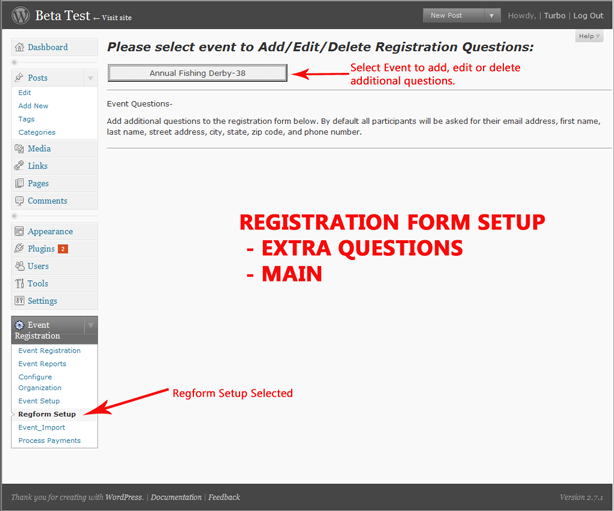 Beta Test ← Visit site
New Post
Howdy, | Turbo | Log Out
Help
Dashboard
Posts
Edit
Add New
Tags
Categories
Media
Links
Pages
Comments
Appearance
Plugins 2
Users
Tools
Settings
Event
Registration
Event Registration
Event Reports
Configure
Organization
Event Setup
Regform Setup
Event_Import
Process Payments
Please select event to Add/Edit/Delete Registration Questions:
Annual Fishing Derby-38
Select Event to add, edit or delete
additional questions.
Event Questions-
Add additional questions to the registration form below. By default all participants will be asked for their email address, first name,
last name, street address, city, state, zip code, and phone number.
REGISTRATION FORM SETUP
- EXTRA QUESTIONS
- MAIN
Regform Setup Selected
Thank you for creating with WordPress. | Documentation | Feedback
Version 2.7.1